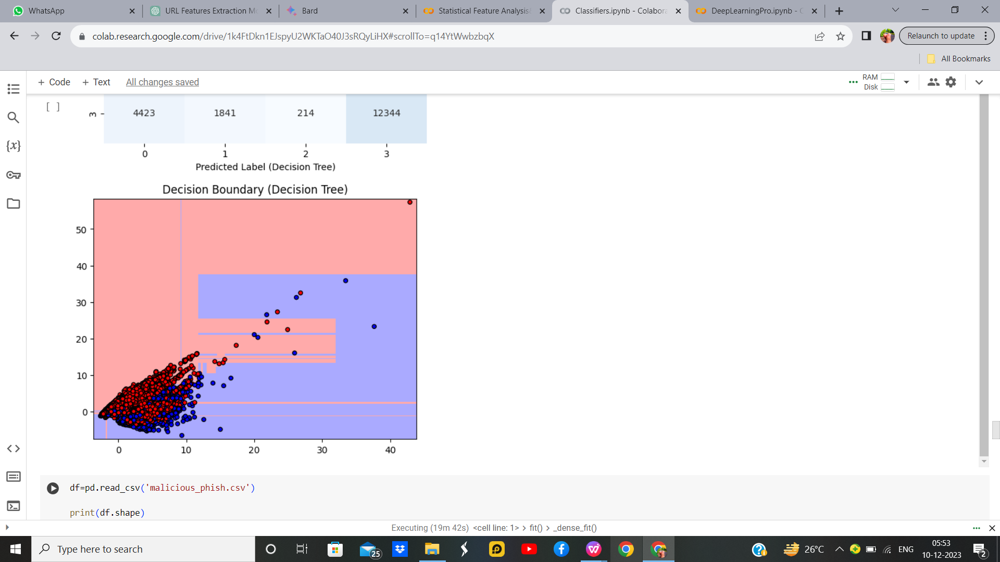 WhatsApp
URL Features Extraction Mo
Bard
Statistical Feature Analysis
Classifiers.ipynb - Colabora
DeepLearningPro.ipynb - C
colab.research.google.com/drive/1k4FtDkn1EJspyU2WKTaO40J3sRQyLiHX#scrollTo=q14YtWwbzbqX
Relaunch to update
All Bookmarks
+ Code + Text All changes saved
RAM
Disk
[ ]
3
4423 1841 214 12344
0 1 2 3
Predicted Label (Decision Tree)
Decision Boundary (Decision Tree)
50
40
30
20
10
0
0 10 20 30 40
{x}
df=pd.read_csv('malicious_phish.csv')
print(df.shape)
Executing (19m 42s) <cell line: 1> > fit() > _dense_fit()
Type here to search
25
26°C
ENG
05:53
10-12-2023
2